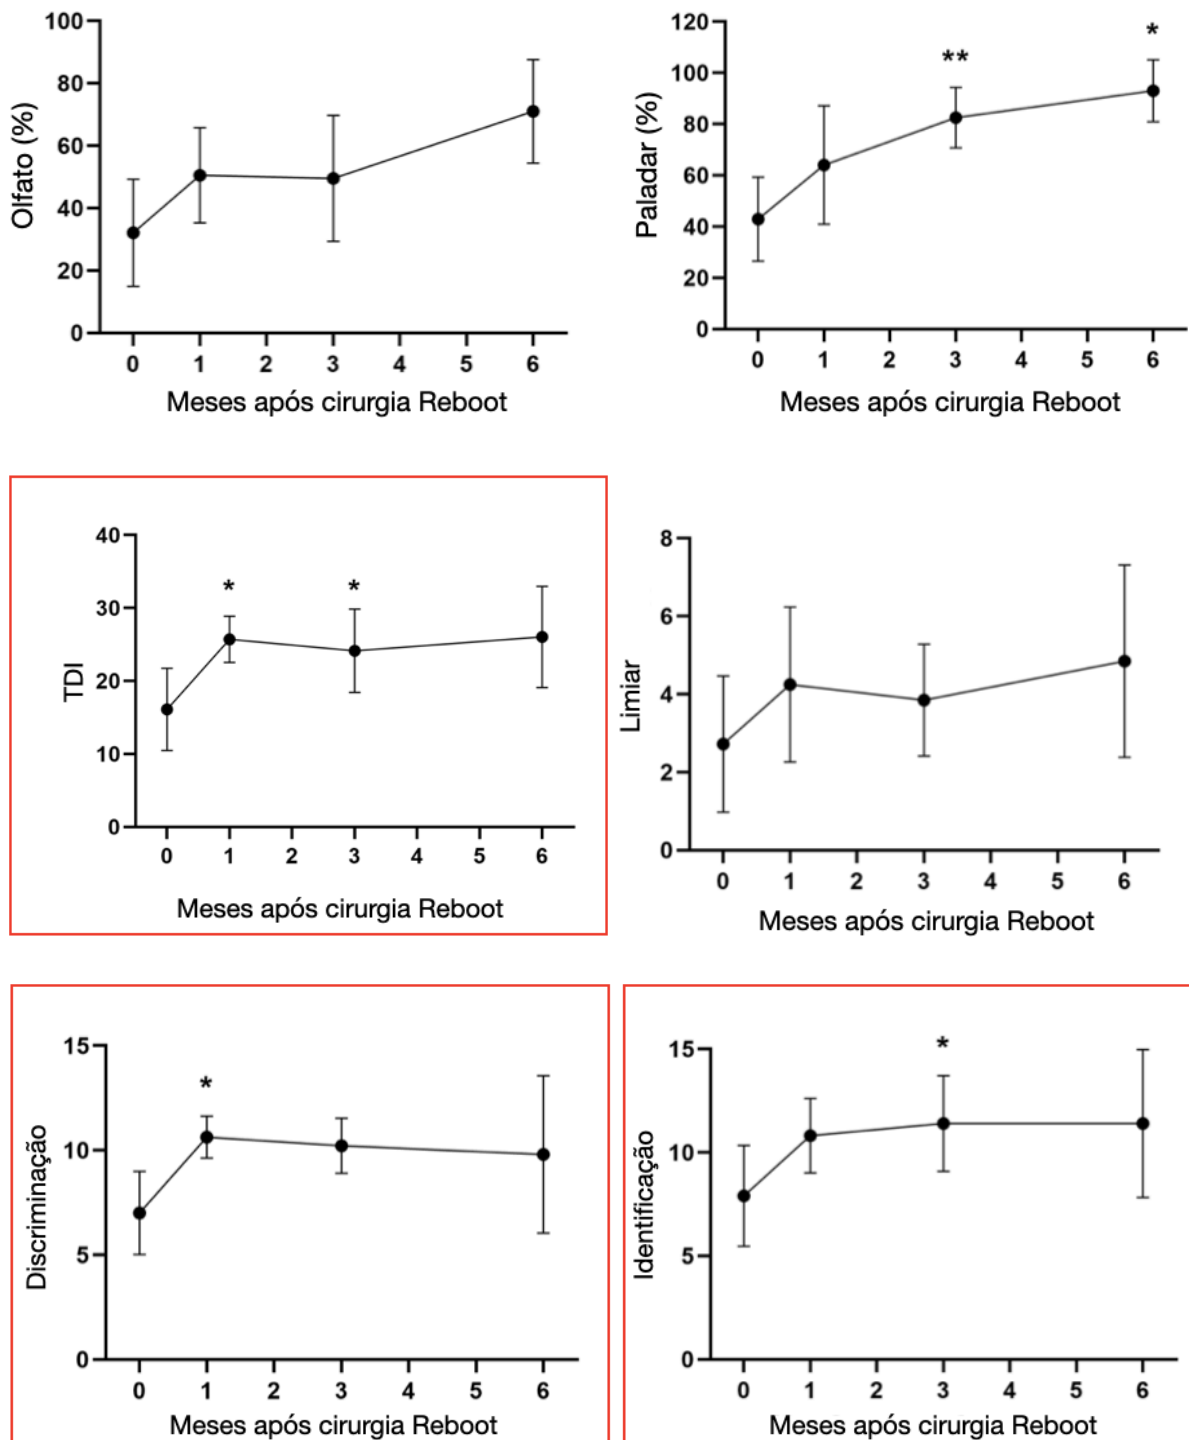 Olfato (%)
100
80
60
40
20
0
0 1 2 3 4 5 6
Meses após cirurgia Reboot
Paladar (%)
120
100
80
60
40
20
0
** *
0 1 2 3 4 5 6
Meses após cirurgia Reboot
TDI
40
30
20
10
0
* *
0 1 2 3 4 5 6
Meses após cirurgia Reboot
Limiar
8
6
4
2
0
0 1 2 3 4 5 6
Meses após cirurgia Reboot
Discriminação
15
10
5
0
*
0 1 2 3 4 5 6
Meses após cirurgia Reboot
Identificação
15
10
5
0
*
0 1 2 3 4 5 6
Meses após cirurgia Reboot